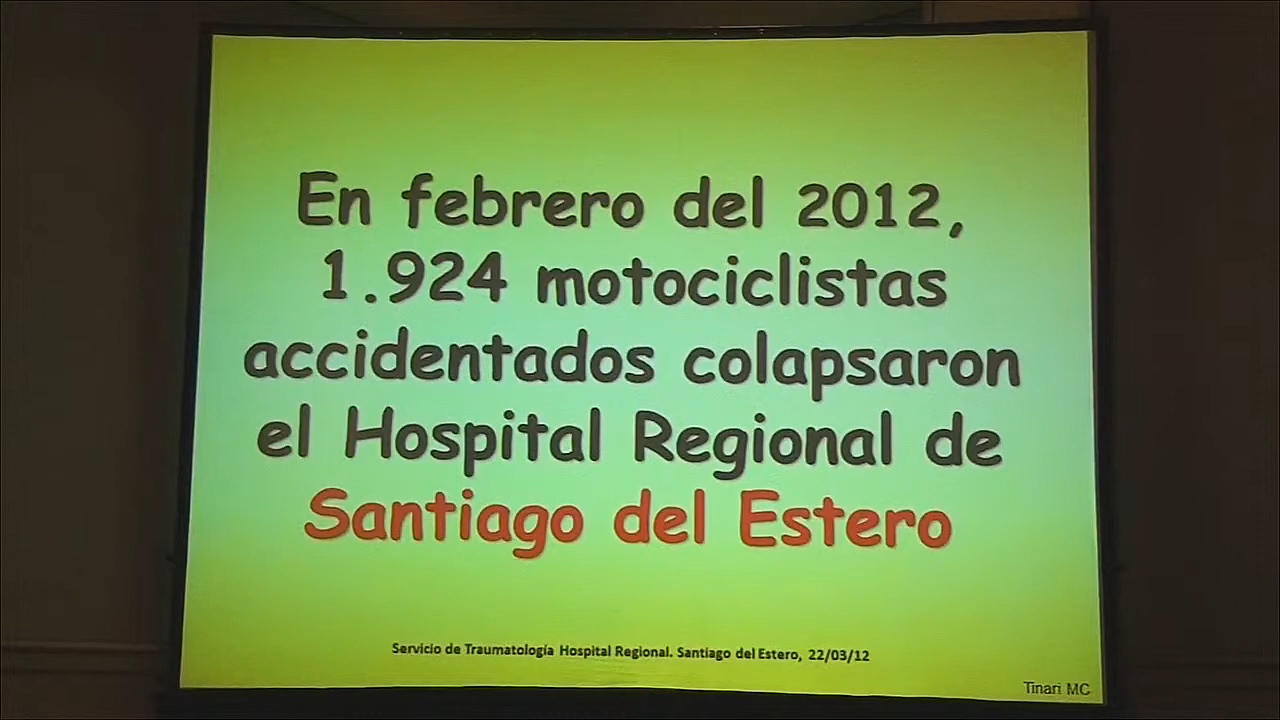 En febrero del 2012,
1.924 motociclistas
accidentados colapsaron
el Hospital Regional de
Santiago del Estero
Servicio de Traumatología Hospital Regional. Santiago del Estero, 22/03/12
Tinari MC